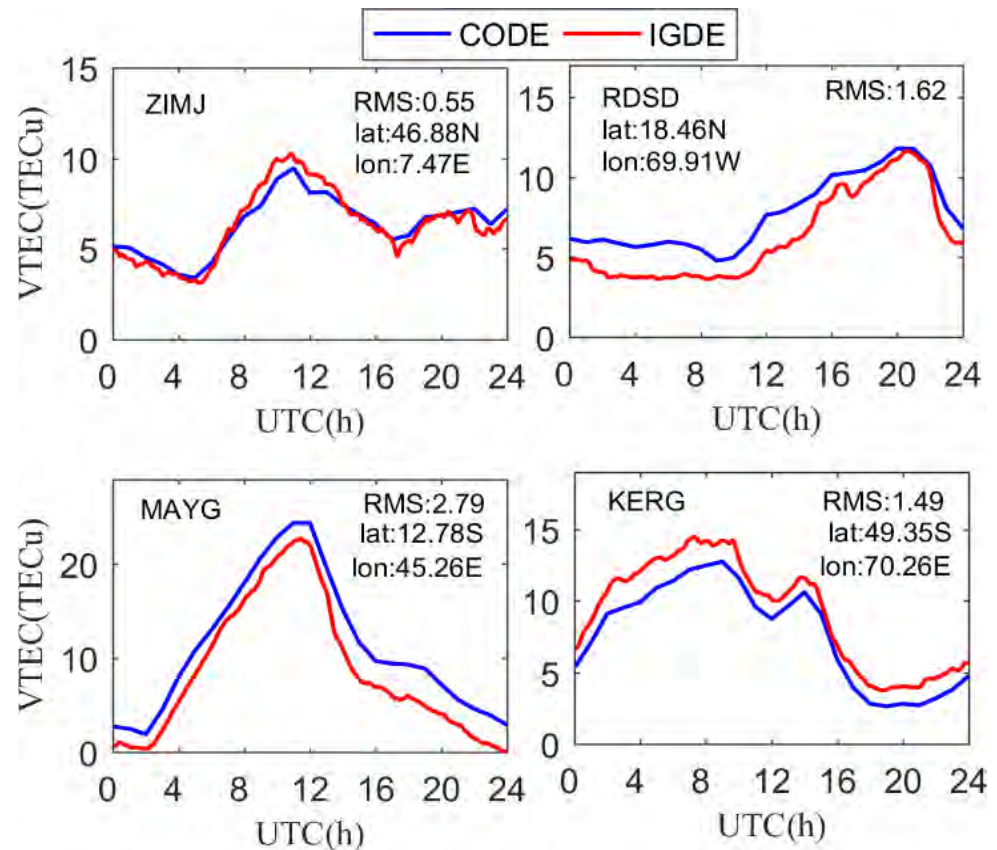 CODE IGDE
15
10
5
0
VTEC(TECu)
ZIMJ
RMS:0.55
lat:46.88N
lon:7.47E
0 4 8 12 16 20 24
UTC(h)
15
10
5
0
RDSD
lat:18.46N
lon:69.91W
RMS:1.62
0 4 8 12 16 20 24
UTC(h)
20
10
0
VTEC(TECu)
MAYG
RMS:2.79
lat:12.78S
lon:45.26E
0 4 8 12 16 20 24
UTC(h)
15
10
5
0
KERG
RMS:1.49
lat:49.35S
lon:70.26E
0 4 8 12 16 20 24
UTC(h)